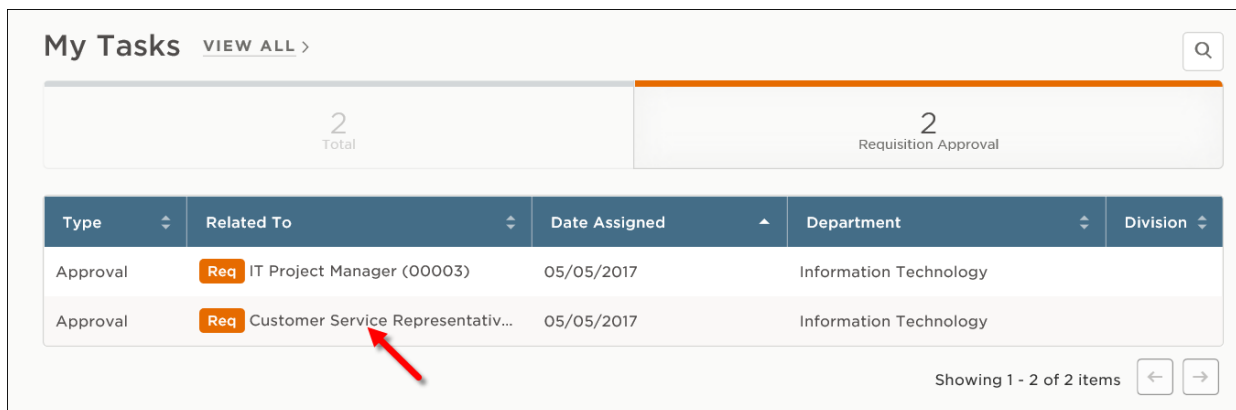 My Tasks VIEW ALL >
2
Total
2
Requisition Approval
Type Related To Date Assigned Department Division
Approval Req IT Project Manager (00003) 05/05/2017 Information Technology
Approval Req Customer Service Representativ... 05/05/2017 Information Technology
Showing 1 - 2 of 2 items